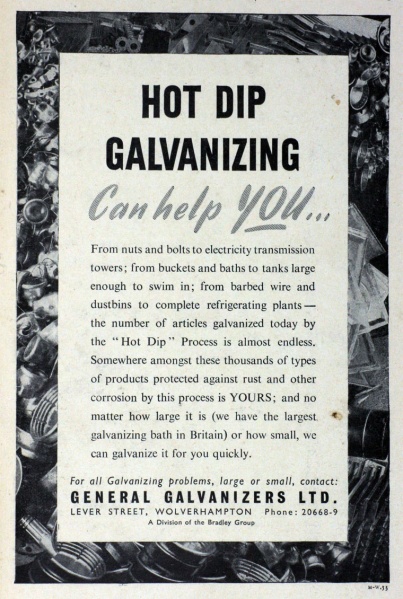 HOT DIP
GALVANIZING
Can help YOU...
From nuts and bolts to electricity transmission
towers; from buckets and baths to tanks large
enough to swim in; from barbed wire and
dustbins to complete refrigerating plants —
the number of articles galvanized today by
the "Hot Dip" Process is almost endless.
Somewhere amongst these thousands of types
of products protected against rust and other
corrosion by this process is YOURS; and no
matter how large it is (we have the largest
galvanizing bath in Britain) or how small, we
can galvanize it for you quickly.
For all Galvanizing problems, large or small, contact:
GENERAL GALVANIZERS LTD.
LEVER STREET, WOLVERHAMPTON Phone: 20668-9
A Division of the Bradley Group